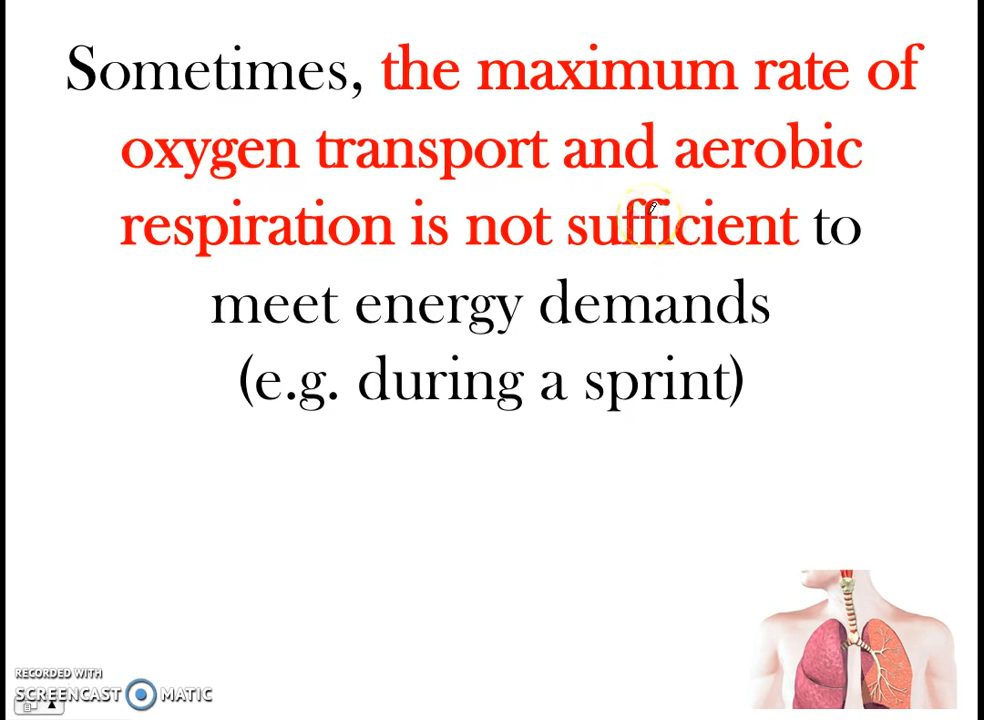 Sometimes, the maximum rate of
oxygen transport and aerobic
respiration is not sufficient to
meet energy demands
(e.g. during a sprint)
RECORDED WITH
SCREENCAST MATIC